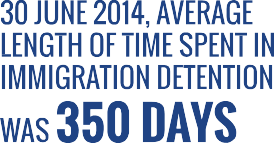 30 JUNE 2014, AVERAGE
LENGTH OF TIME SPENT IN
IMMIGRATION DETENTION
WAS 350 DAYS